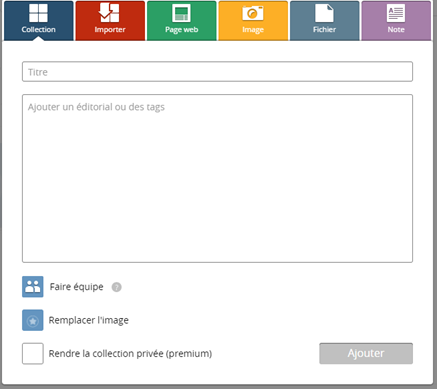 Collection Importer Page web Image Fichier Note
Titre
Ajouter un éditorial ou des tags
Faire équipe ?
Remplacer l'image
Rendre la collection privée (premium) Ajouter